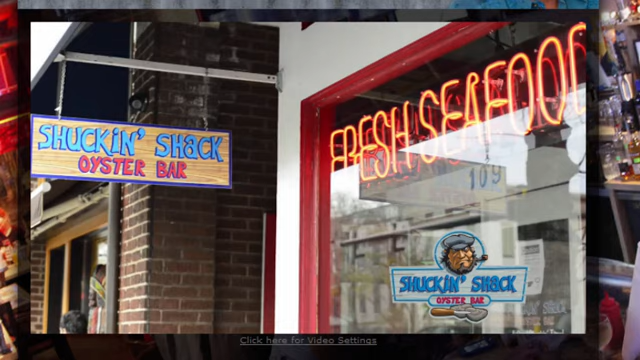 SHUCKIN' SHACK
OYSTER BAR
FRESH SEAFOOD
109
SHUCKIN' SHACK
OYSTER BAR
Click here for Video Settings